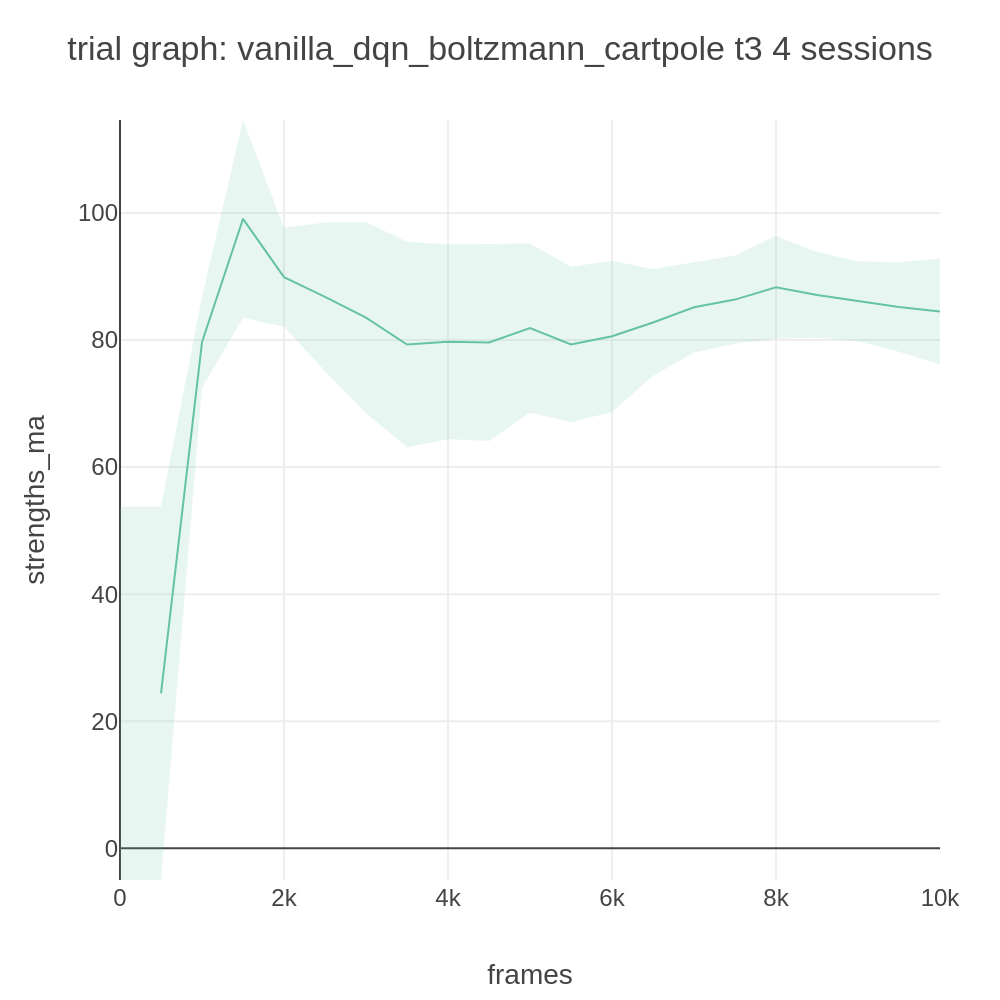 trial graph: vanilla_dqn_boltzmann_cartpole t3 4 sessions
100
80
60
40
20
0
strengths_ma
0 2k 4k 6k 8k 10k
frames